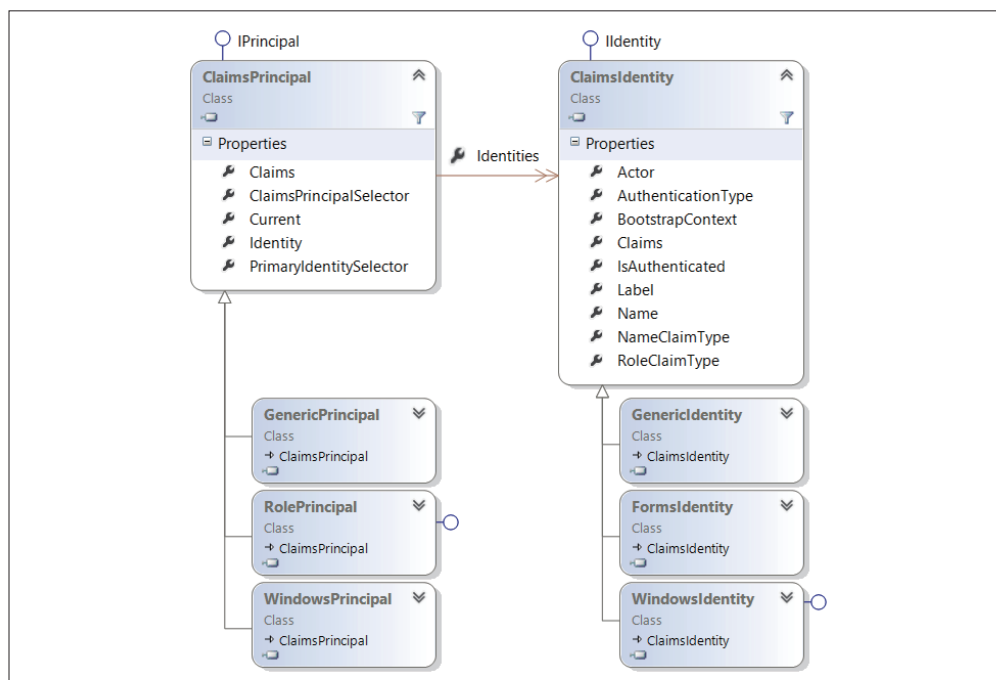 IPrincipal
ClaimsPrincipal
Class
Properties
Claims
ClaimsPrincipalSelector
Current
Identity
PrimaryIdentitySelector
Identities
IIdentity
ClaimsIdentity
Class
Properties
Actor
AuthenticationType
BootstrapContext
Claims
IsAuthenticated
Label
Name
NameClaimType
RoleClaimType
GenericPrincipal
Class
ClaimsPrincipal
RolePrincipal
Class
ClaimsPrincipal
WindowsPrincipal
Class
ClaimsPrincipal
GenericIdentity
Class
ClaimsIdentity
FormsIdentity
Class
ClaimsIdentity
WindowsIdentity
Class
ClaimsIdentity